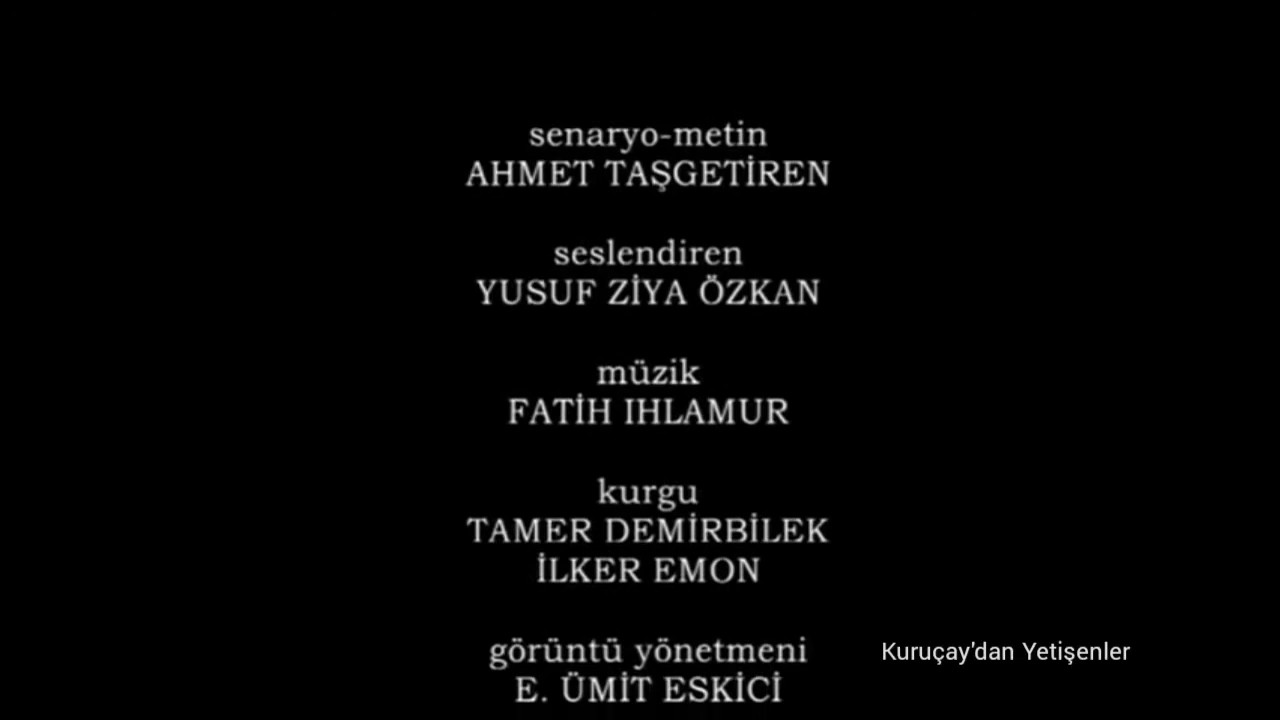 senaryo-metin
AHMET TAŞGETİREN
seslendiren
YUSUF ZİYA ÖZKAN
müzik
FATİH IHLAMUR
kurgu
TAMER DEMİRBİLEK
İLKER EMON
görüntü yönetmeni
E. ÜMİT ESKİCİ
Kuruçay'dan Yetişenler